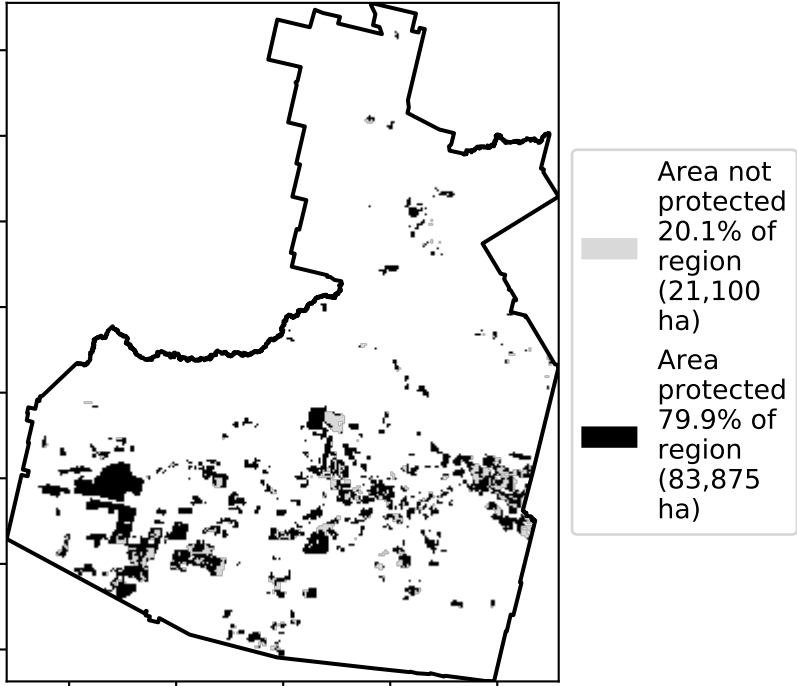 Area not
protected
20.1% of
region
(21,100
ha)
Area
protected
79.9% of
region
(83,875
ha)